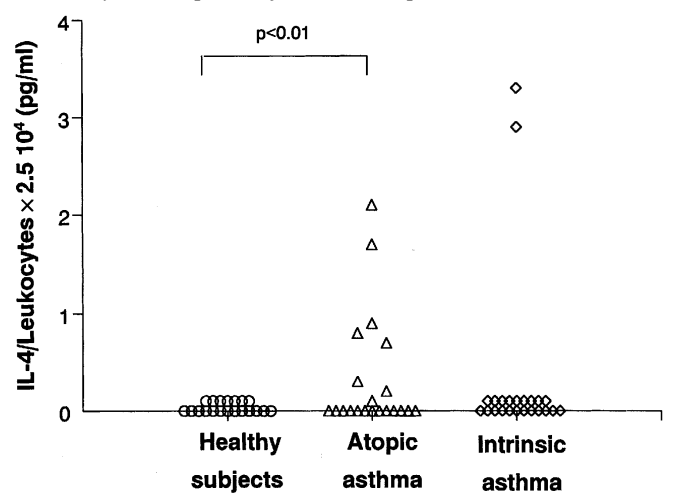 4
p<0.01
IL-4/Leukocytes × 2.5 10⁴ (pg/ml)
3
2
1
0
Healthy subjects
Atopic asthma
Intrinsic asthma